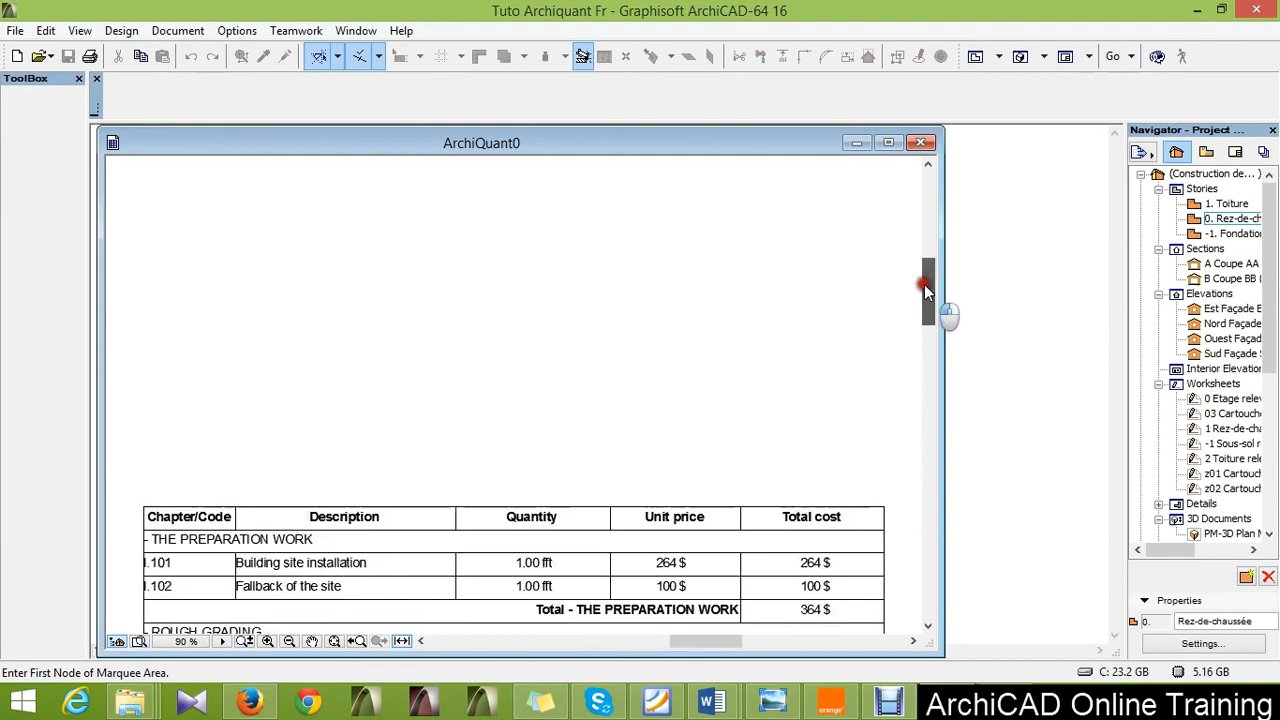 Tuto Archiquant Fr - Graphisoft ArchiCAD-64 16
File Edit View Design Document Options Teamwork Window Help
Go
ToolBox
ArchiQuant0
Chapter/Code Description Quantity Unit price Total cost
- THE PREPARATION WORK
I.101 Building site installation 1.00 fft 264 $ 264 $
I.102 Fallback of the site 1.00 fft 100 $ 100 $
Total - THE PREPARATION WORK 364 $
- ROUGH GRADING
90 %
Navigator - Project ...
(Construction de...
Stories
1. Toiture
0. Rez-de-ch
-1. Fondatio
Sections
A Coupe AA
B Coupe BB (
Elevations
Est Façade
Nord Façade
Ouest Façad
Sud Façade
Interior Elevation
Worksheets
0 Etage relev
03 Cartouche
1 Rez-de-cha
-1 Sous-sol r
2 Toiture rele
z01 Cartouch
z02 Cartouch
Details
3D Documents
PM-3D Plan M
Properties
0. Rez-de-chaussée
Settings...
Enter First Node of Marquee Area.
C: 23.2 GB 5.16 GB
orange
ArchiCAD Online Training